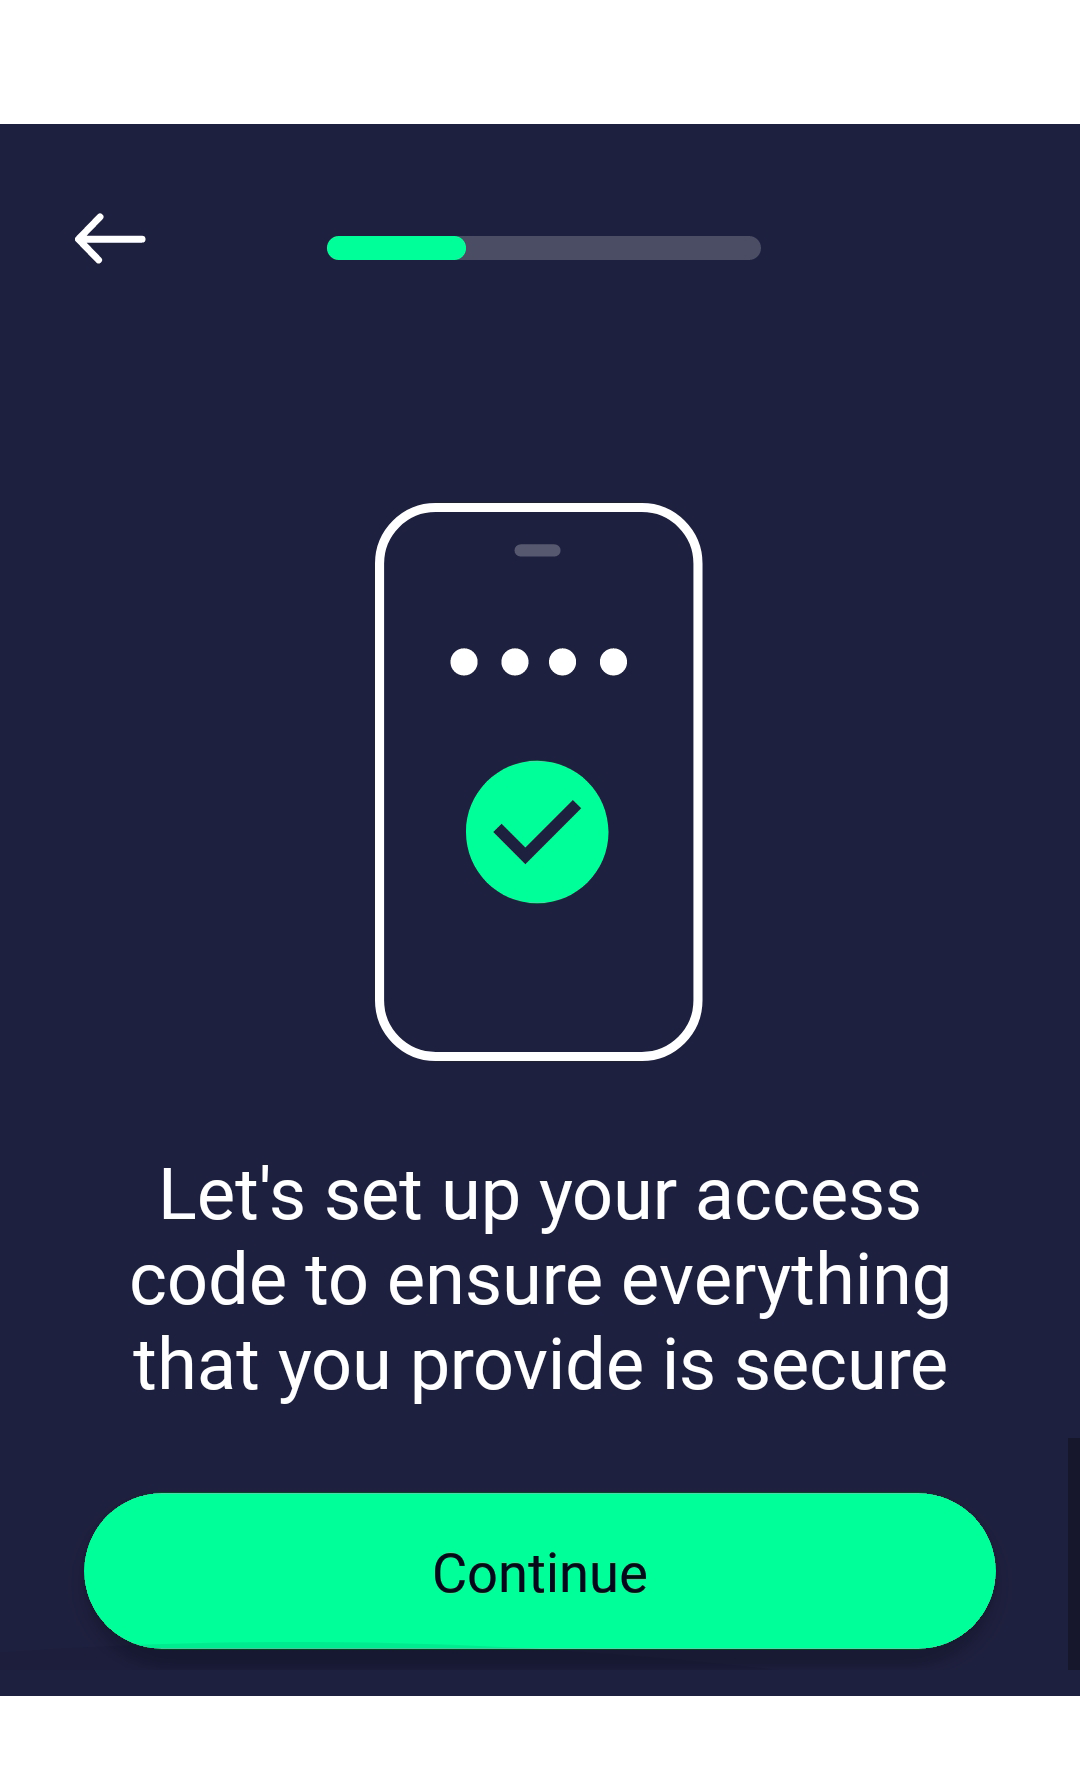 Let's set up your access
code to ensure everything
that you provide is secure
Continue